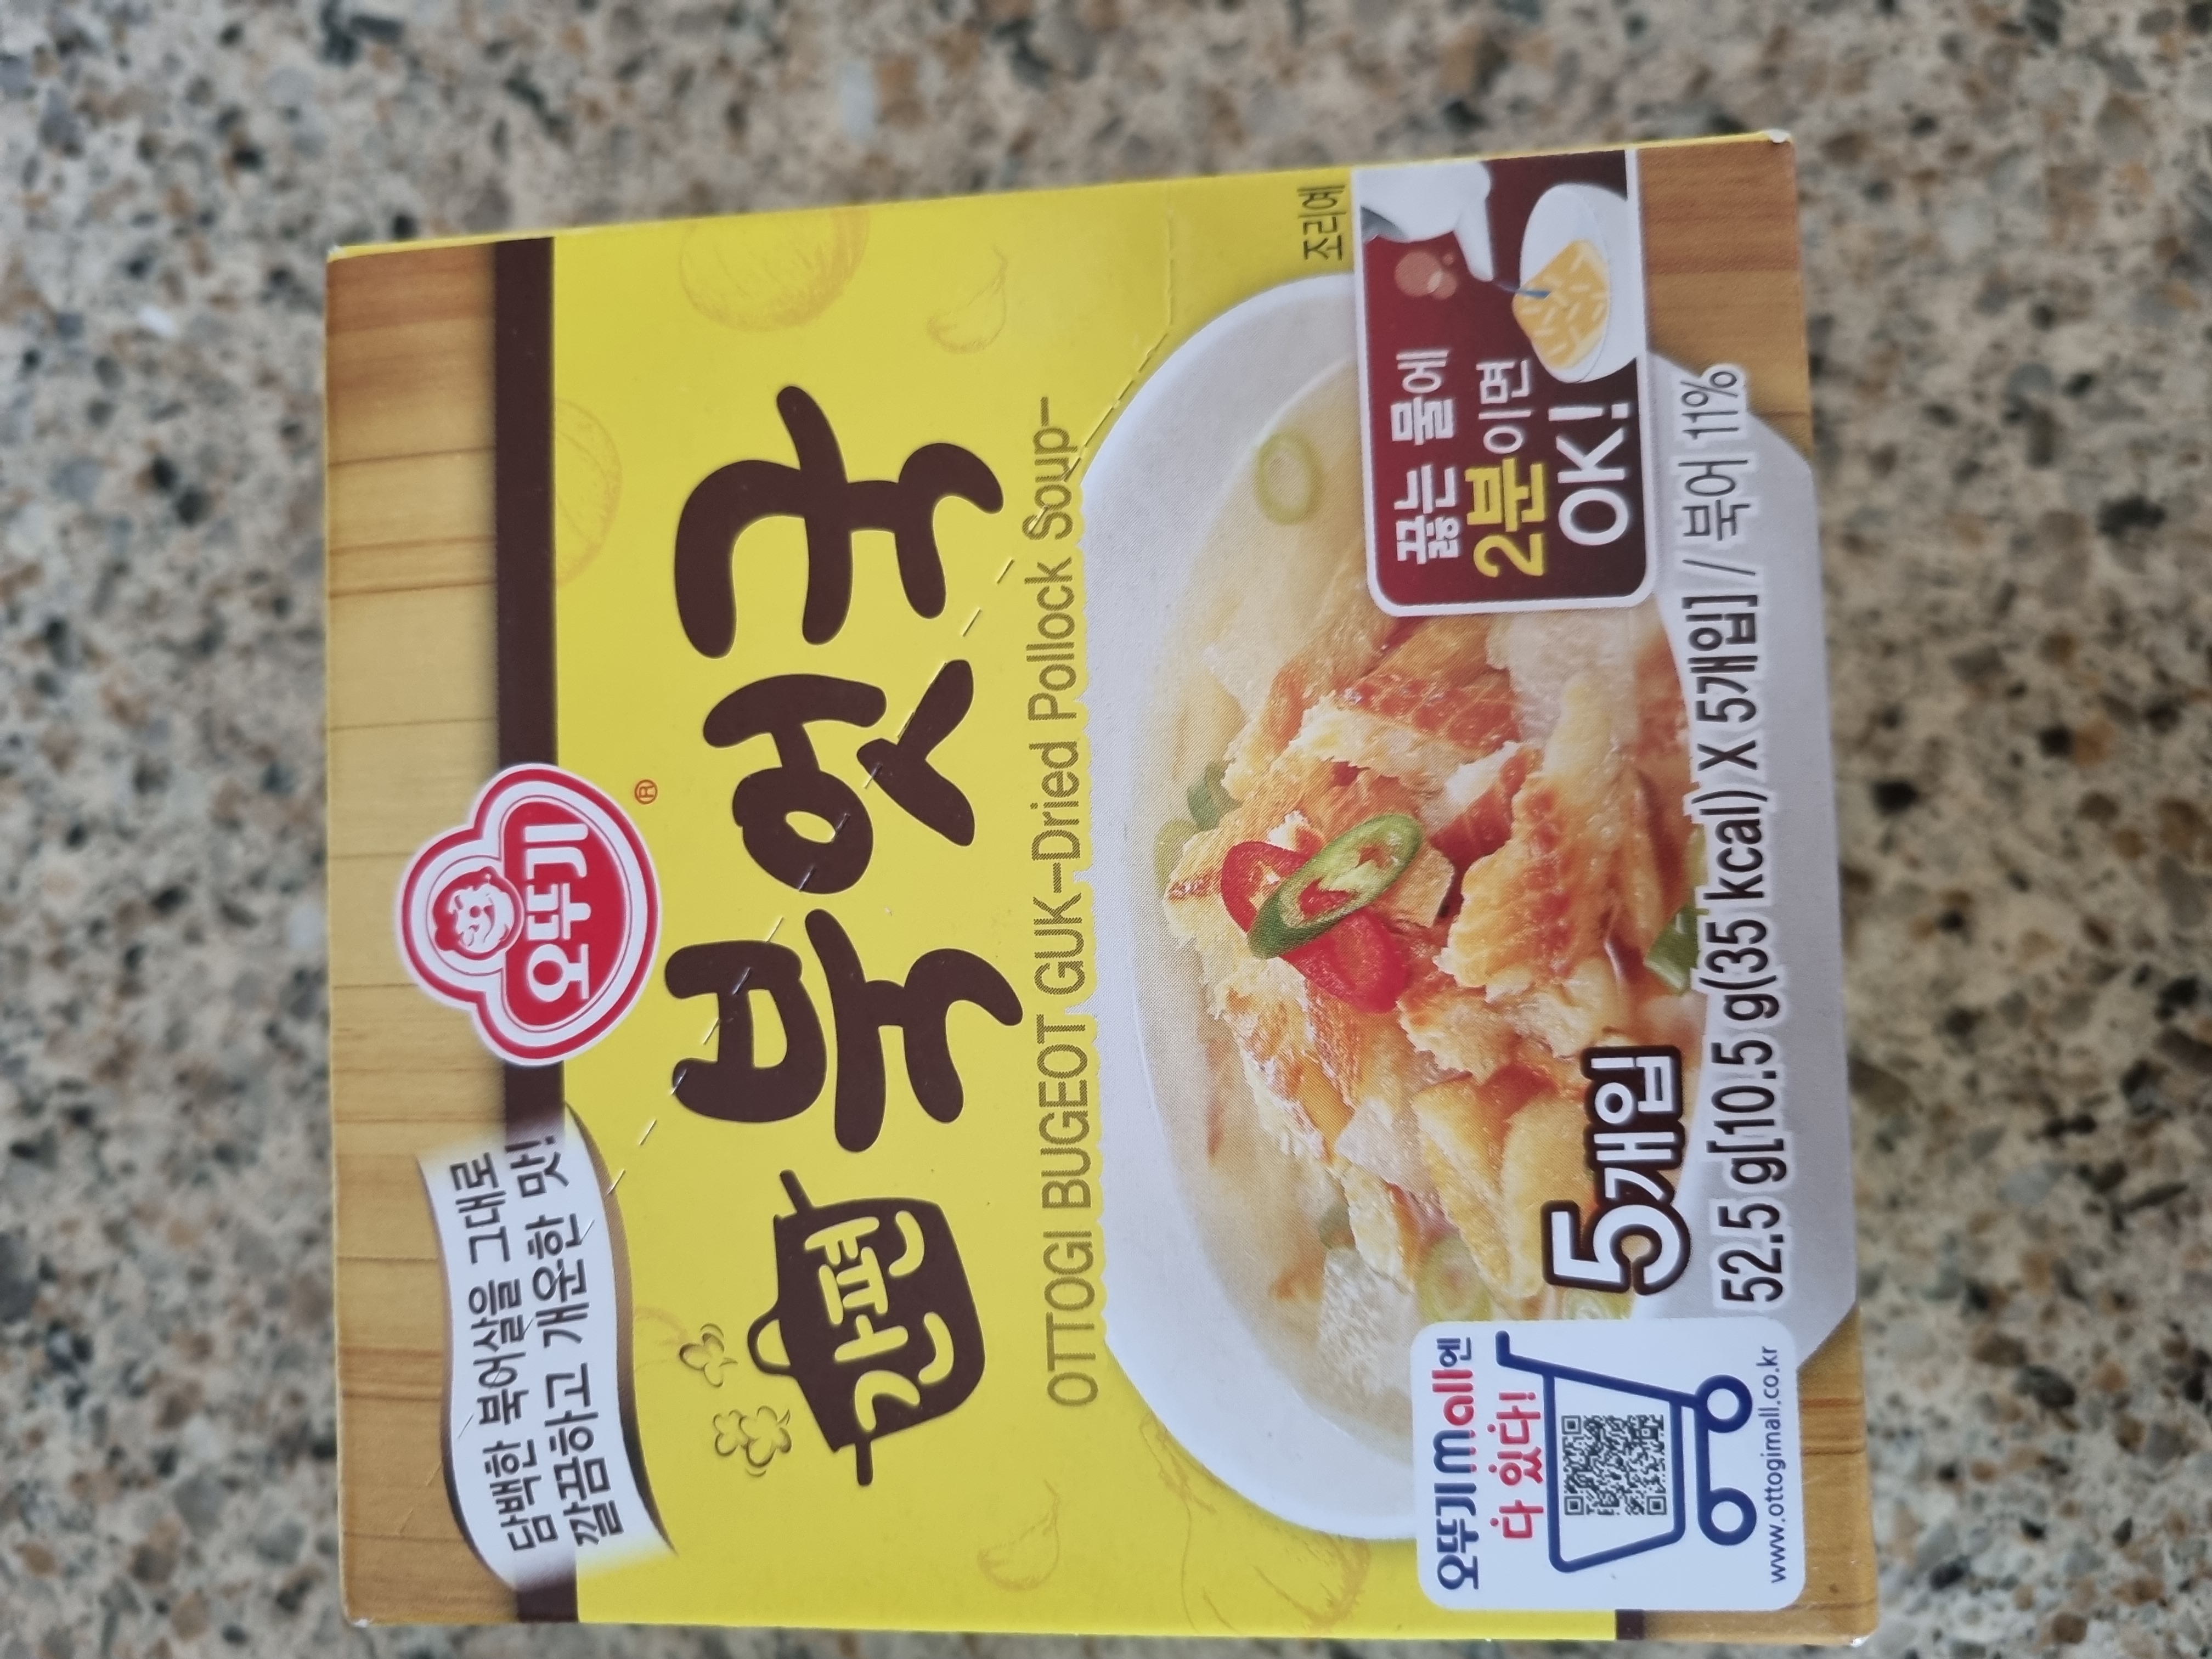 담백한 북어살을 그대로
깔끔하고 개운한 맛!
오뚜기
®
간편
북엇국
OTTOGI BUGEOT GUK-Dried Pollock Soup-
조리예
끓는 물에
2분이면
OK!
5개입
52.5 g[10.5 g(35 kcal) X 5개입] / 북어 11%
오뚜기mall엔
다 있다!
www.ottogimall.co.kr